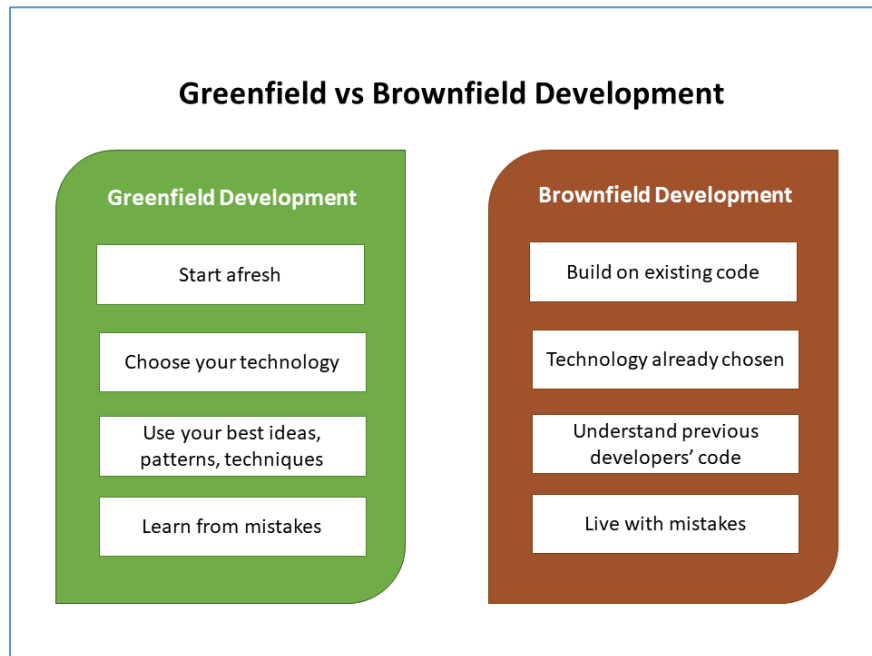 Greenfield vs Brownfield Development
Greenfield Development
Start afresh
Choose your technology
Use your best ideas,
patterns, techniques
Learn from mistakes
Brownfield Development
Build on existing code
Technology already chosen
Understand previous
developers’ code
Live with mistakes